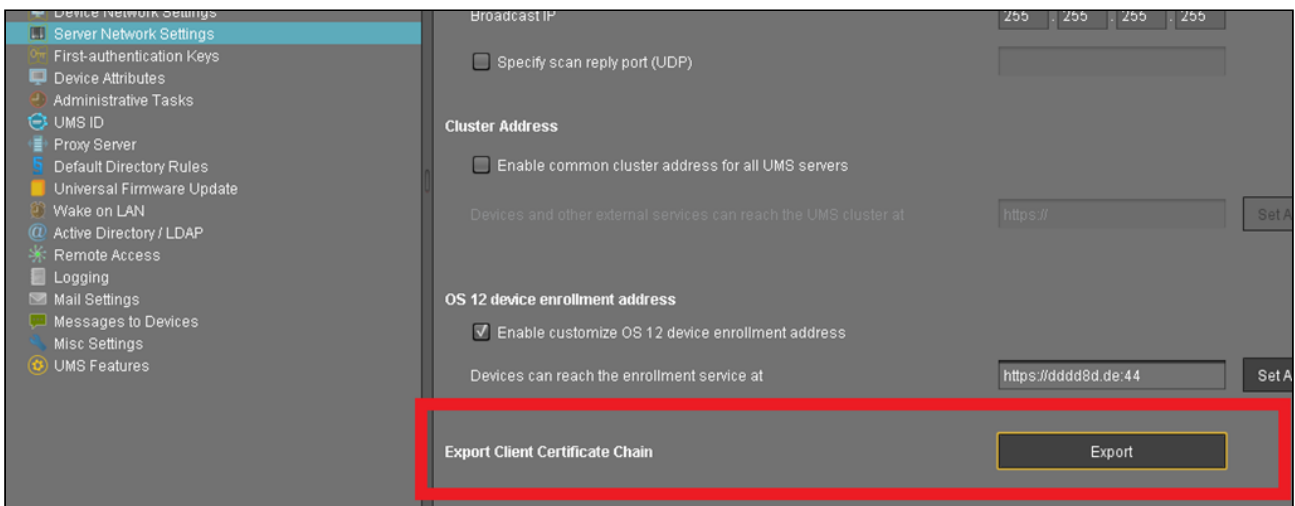 Device Network Settings
Server Network Settings
First-authentication Keys
Device Attributes
Administrative Tasks
UMS ID
Proxy Server
Default Directory Rules
Universal Firmware Update
Wake on LAN
Active Directory / LDAP
Remote Access
Logging
Mail Settings
Messages to Devices
Misc Settings
UMS Features
Broadcast IP 255 . 255 . 255 . 255
Specify scan reply port (UDP)
Cluster Address
Enable common cluster address for all UMS servers
Devices and other external services can reach the UMS cluster at https:// Set A
OS 12 device enrollment address
Enable customize OS 12 device enrollment address
Devices can reach the enrollment service at https://dddd8d.de:44 Set A
Export Client Certificate Chain Export